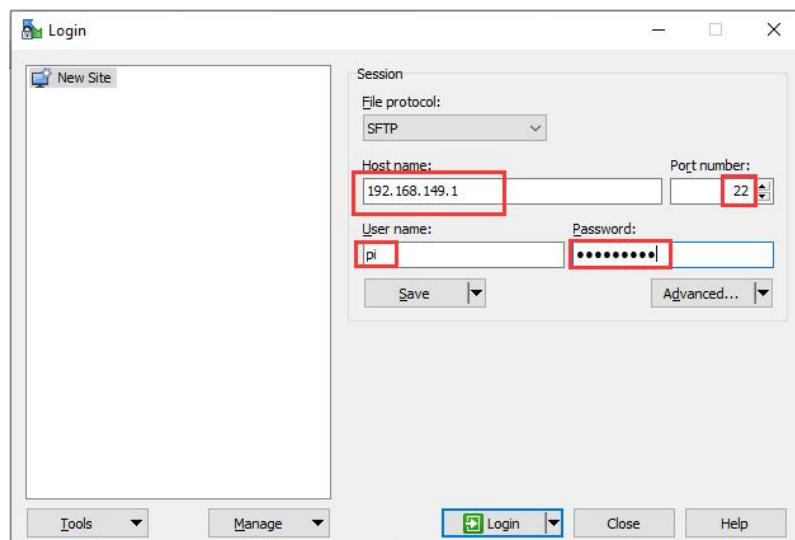 Login
New Site
Session
File protocol:
SFTP
Host name:
Port number:
192.168.149.1
22
User name:
Password:
pi
•••••••••
Save
Advanced...
Tools
Manage
Login
Close
Help